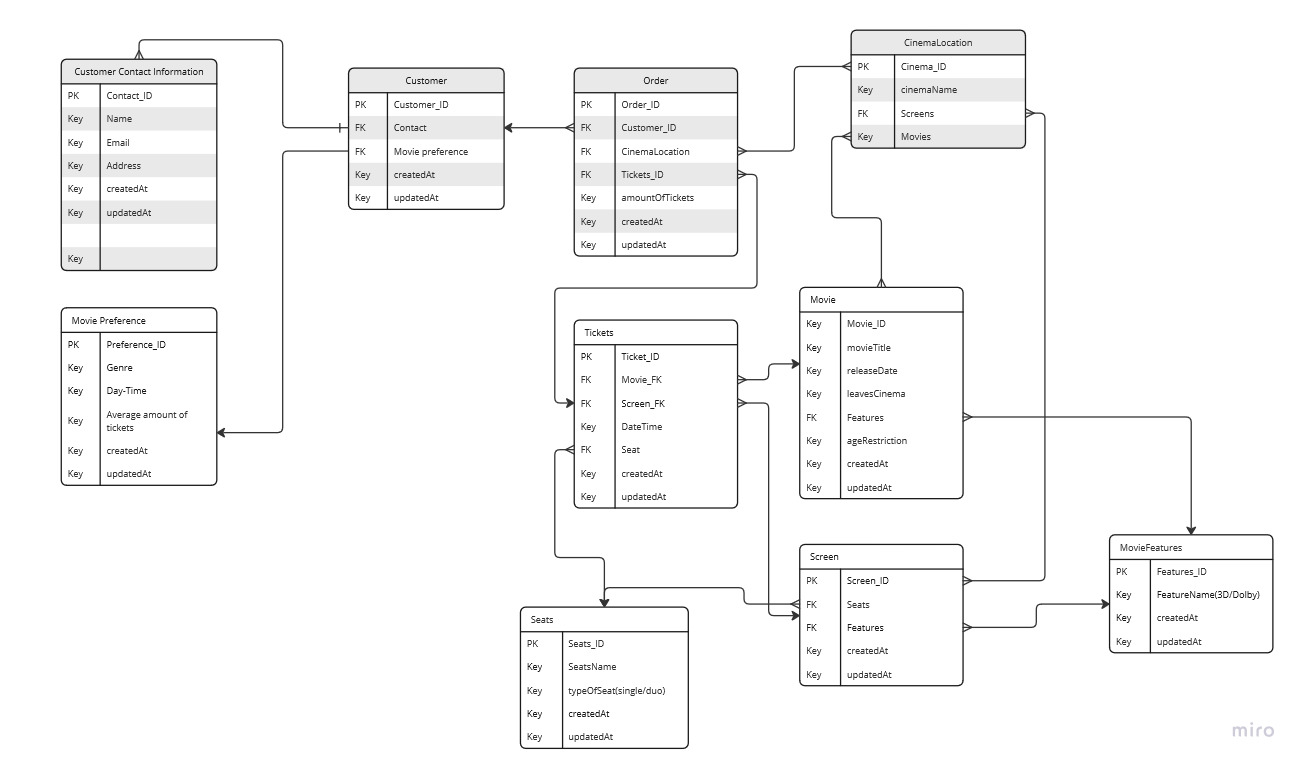 Customer Contact Information
PK Contact_ID
Key Name
Key Email
Key Address
Key createdAt
Key updatedAt
Key
Customer
PK Customer_ID
FK Contact
FK Movie preference
Key createdAt
Key updatedAt
Order
PK Order_ID
FK Customer_ID
FK CinemaLocation
FK Tickets_ID
Key amountOfTickets
Key createdAt
Key updatedAt
CinemaLocation
PK Cinema_ID
Key cinemaName
FK Screens
Key Movies
Movie Preference
PK Preference_ID
Key Genre
Key Day-Time
Key Average amount of
tickets
Key createdAt
Key updatedAt
Tickets
PK Ticket_ID
FK Movie_FK
FK Screen_FK
Key DateTime
FK Seat
Key createdAt
Key updatedAt
Movie
Key Movie_ID
Key movieTitle
Key releaseDate
Key leavesCinema
FK Features
Key ageRestriction
Key createdAt
Key updatedAt
Screen
PK Screen_ID
FK Seats
FK Features
Key createdAt
Key updatedAt
MovieFeatures
PK Features_ID
Key FeatureName(3D/Dolby)
Key createdAt
Key updatedAt
Seats
PK Seats_ID
Key SeatsName
Key typeOfSeat(single/duo)
Key createdAt
Key updatedAt
miro